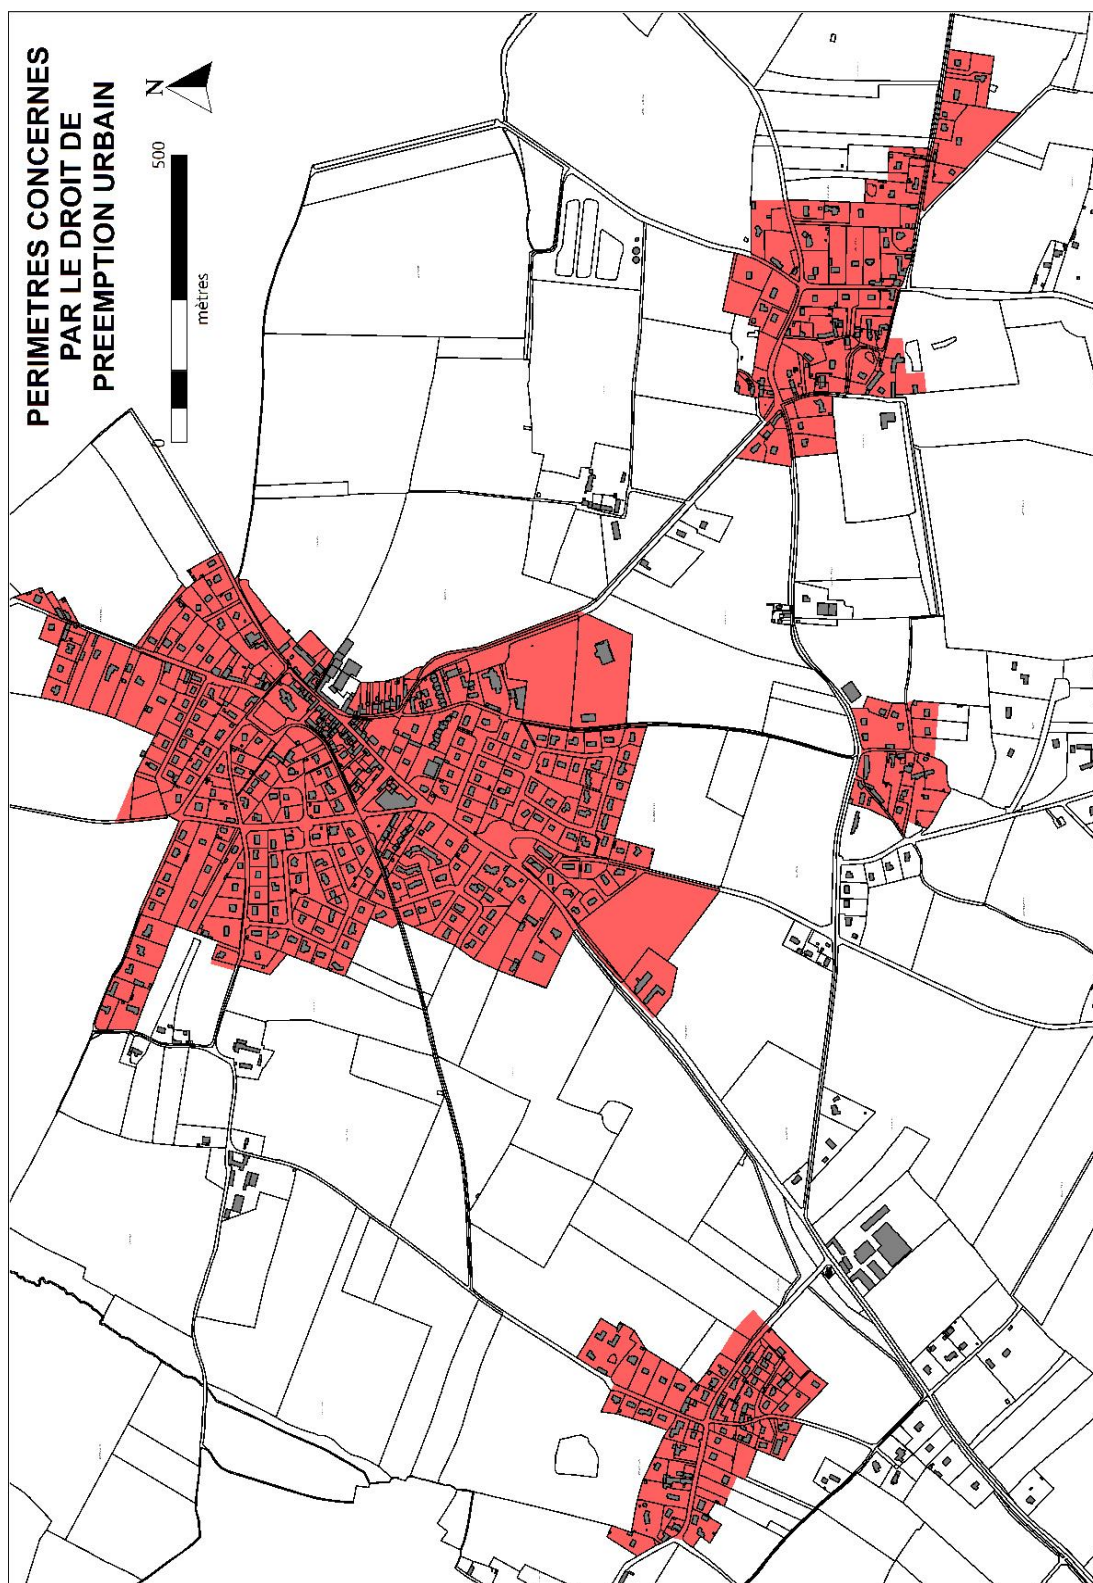 PERIMETRES CONCERNES
PAR LE DROIT DE
PREEMPTION URBAIN
N
0
500
mètres